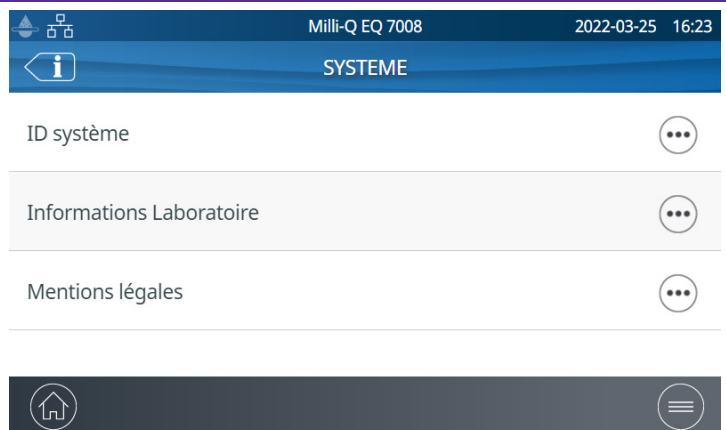 Milli-Q EQ 7008 2022-03-25 16:23
i SYSTEME
ID système
Informations Laboratoire
Mentions légales